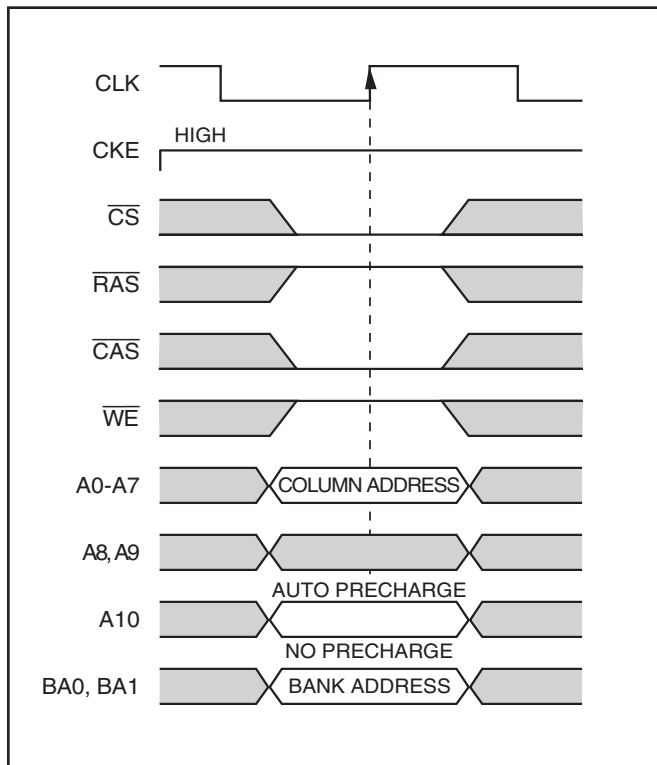 CLK
HIGH
CKE
CS
RAS
CAS
WE
A0-A7 COLUMN ADDRESS
A8, A9
AUTO PRECHARGE
A10
NO PRECHARGE
BA0, BA1 BANK ADDRESS